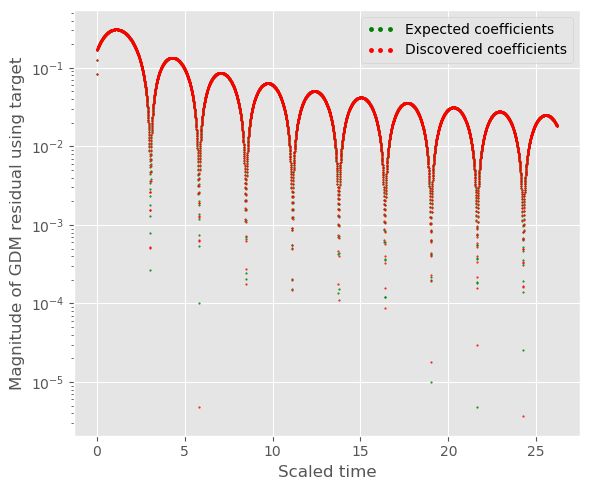 Expected coefficients
Discovered coefficients
Magnitude of GDM residual using target
10⁻¹
10⁻²
10⁻³
10⁻⁴
10⁻⁵
0 5 10 15 20 25
Scaled time